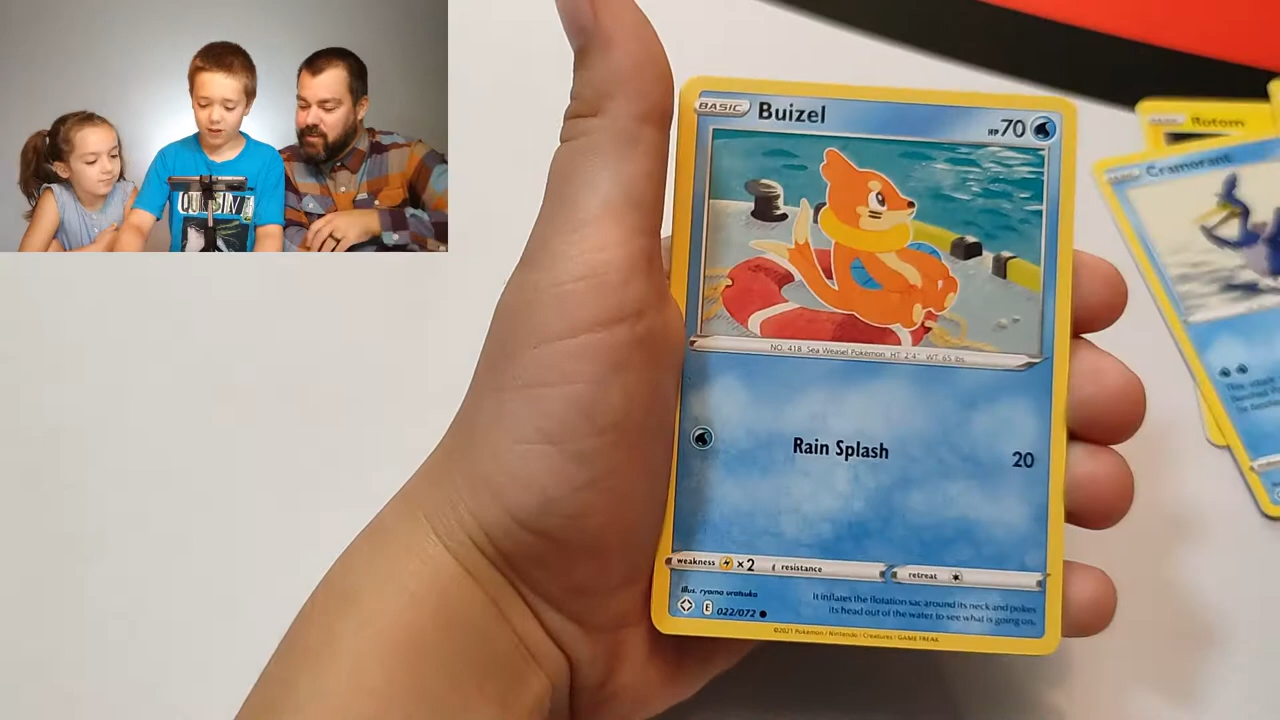 BASIC Buizel HP 70
NO. 418 Sea Weasel Pokémon HT: 2'4" WT: 65 lbs.
Rain Splash 20
weakness ×2 resistance retreat
Illus. ryoma uratsuka
It inflates the flotation sac around its neck and pokes
its head out of the water to see what is going on.
E 022/072
©2021 Pokémon / Nintendo / Creatures / GAME FREAK
BASIC Rotom
Cramorant